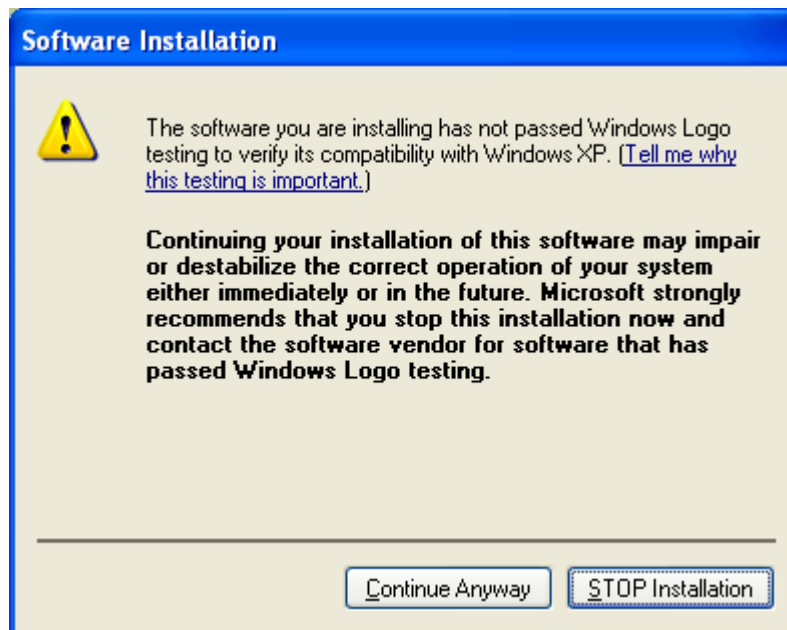 Software Installation
The software you are installing has not passed Windows Logo
testing to verify its compatibility with Windows XP. (Tell me why
this testing is important.)
Continuing your installation of this software may impair
or destabilize the correct operation of your system
either immediately or in the future. Microsoft strongly
recommends that you stop this installation now and
contact the software vendor for software that has
passed Windows Logo testing.
Continue Anyway
STOP Installation